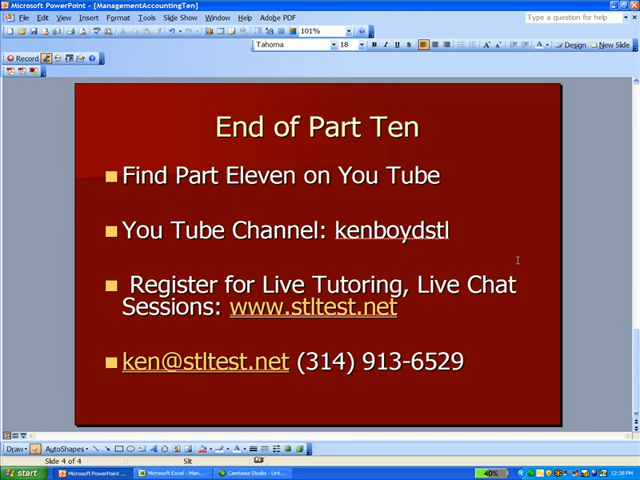 Microsoft PowerPoint - [ManagementAccountingTen]
File Edit View Insert Format Tools Slide Show Window Help Adobe PDF
Type a question for help
101%
Tahoma 18 B I U S Design New Slide
Record
End of Part Ten
Find Part Eleven on You Tube
You Tube Channel: kenboydstl
Register for Live Tutoring, Live Chat
Sessions: www.stltest.net
ken@stltest.net (314) 913-6529
Draw AutoShapes
Slide 4 of 4 Slit
start Microsoft PowerPoint ... Microsoft Excel - Man... Camtasia Studio - Unt... 40% 12:38 PM